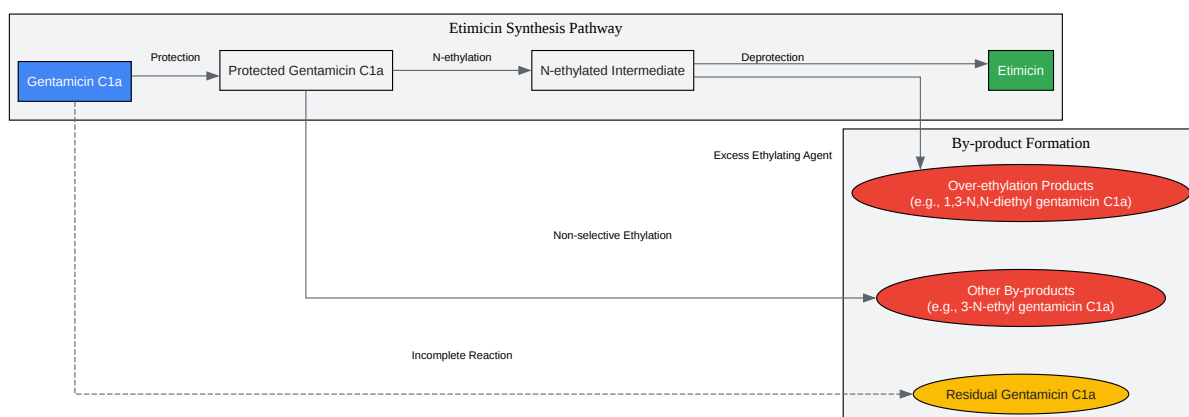 Etimicin Synthesis Pathway
Protection
N-ethylation
Deprotection
Gentamicin C1a
Protected Gentamicin C1a
N-ethylated Intermediate
Etimicin
By-product Formation
Excess Ethylating Agent
Over-ethylation Products
(e.g., 1,3-N,N-diethyl gentamicin C1a)
Non-selective Ethylation
Other By-products
(e.g., 3-N-ethyl gentamicin C1a)
Incomplete Reaction
Residual Gentamicin C1a